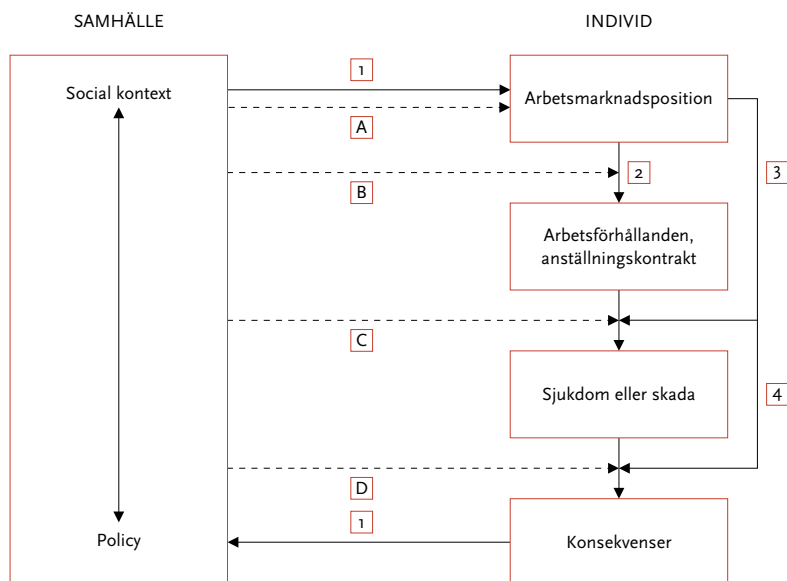 SAMHÄLLE
INDIVID
Social kontext
1
Arbetsmarknadsposition
A
B
2
3
Arbetsförhållanden,
anställningskontrakt
C
Sjukdom eller skada
4
D
1
Policy
Konsekvenser